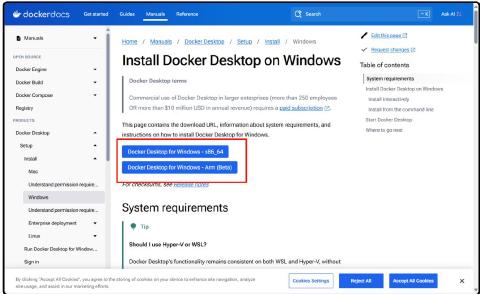 dockerdocs
Get started
Guides
Manuals
Reference
Search
Ask AI
Manuals
OPEN SOURCE
Docker Engine
Docker Build
Docker Compose
Registry
PRODUCTS
Docker Desktop
Setup
Install
Mac
Understand permission require...
Windows
Understand permission require...
Enterprise deployment
Linux
Run Docker Desktop for Window...
Sign in
Home / Manuals / Docker Desktop / Setup / Install / Windows
Install Docker Desktop on Windows
Docker Desktop terms
Commercial use of Docker Desktop in larger enterprises (more than 250 employees
OR more than $10 million USD in annual revenue) requires a paid subscription
This page contains the download URL, information about system requirements, and
instructions on how to install Docker Desktop for Windows.
Docker Desktop for Windows - x86_64
Docker Desktop for Windows - Arm (Beta)
For checksums, see Release notes
System requirements
Tip
Should I use Hyper-V or WSL?
Docker Desktop's functionality remains consistent on both WSL and Hyper-V, without
Edit this page
Request changes
Table of contents
System requirements
Install Docker Desktop on Windows
Install interactively
Install from the command line
Start Docker Desktop
Where to go next
By clicking "Accept All Cookies", you agree to the storing of cookies on your device to enhance site navigation, analyze
site usage, and assist in our marketing efforts.
Cookies Settings
Reject All
Accept All Cookies